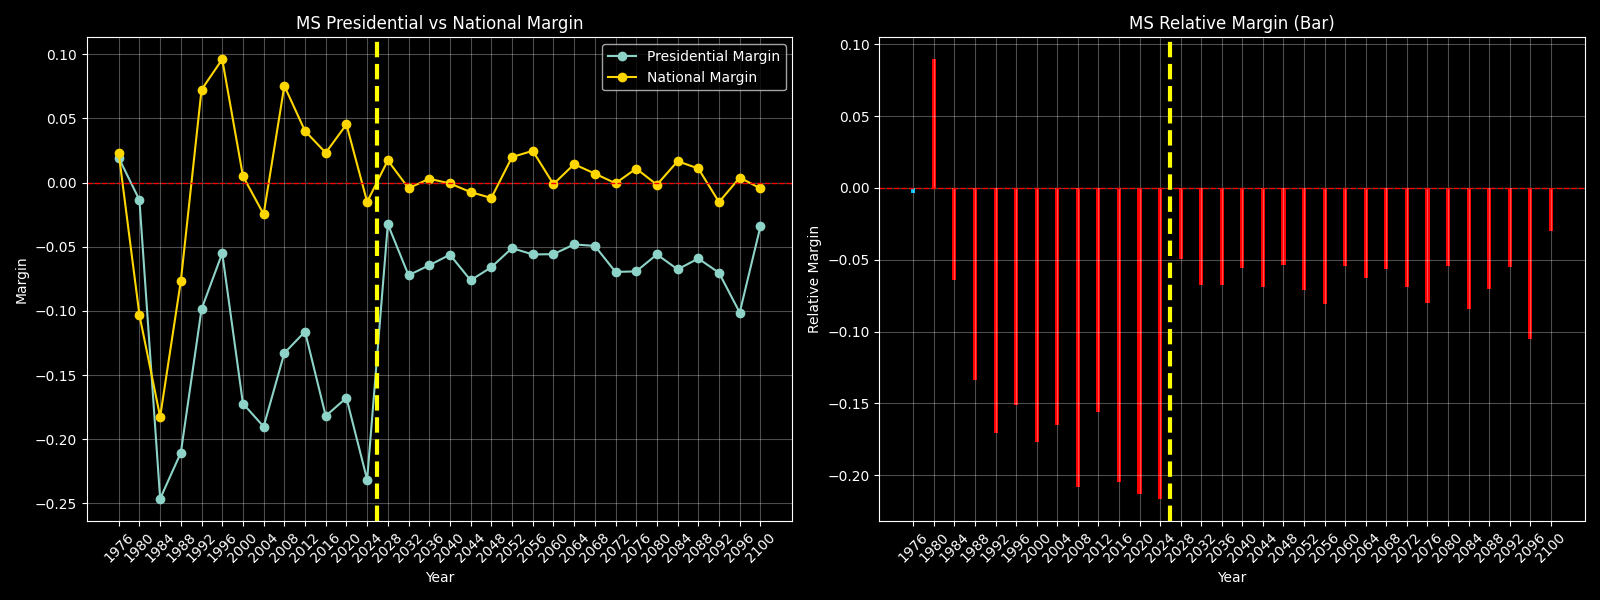 MS Presidential vs National Margin
Margin
0.10
0.05
0.00
−0.05
−0.10
−0.15
−0.20
−0.25
Presidential Margin
National Margin
1976 1980 1984 1988 1992 1996 2000 2004 2008 2012 2016 2020 2024 2028 2032 2036 2040 2044 2048 2052 2056 2060 2064 2068 2072 2076 2080 2084 2088 2092 2096 2100
Year
MS Relative Margin (Bar)
Relative Margin
0.10
0.05
0.00
−0.05
−0.10
−0.15
−0.20
1976 1980 1984 1988 1992 1996 2000 2004 2008 2012 2016 2020 2024 2028 2032 2036 2040 2044 2048 2052 2056 2060 2064 2068 2072 2076 2080 2084 2088 2092 2096 2100
Year